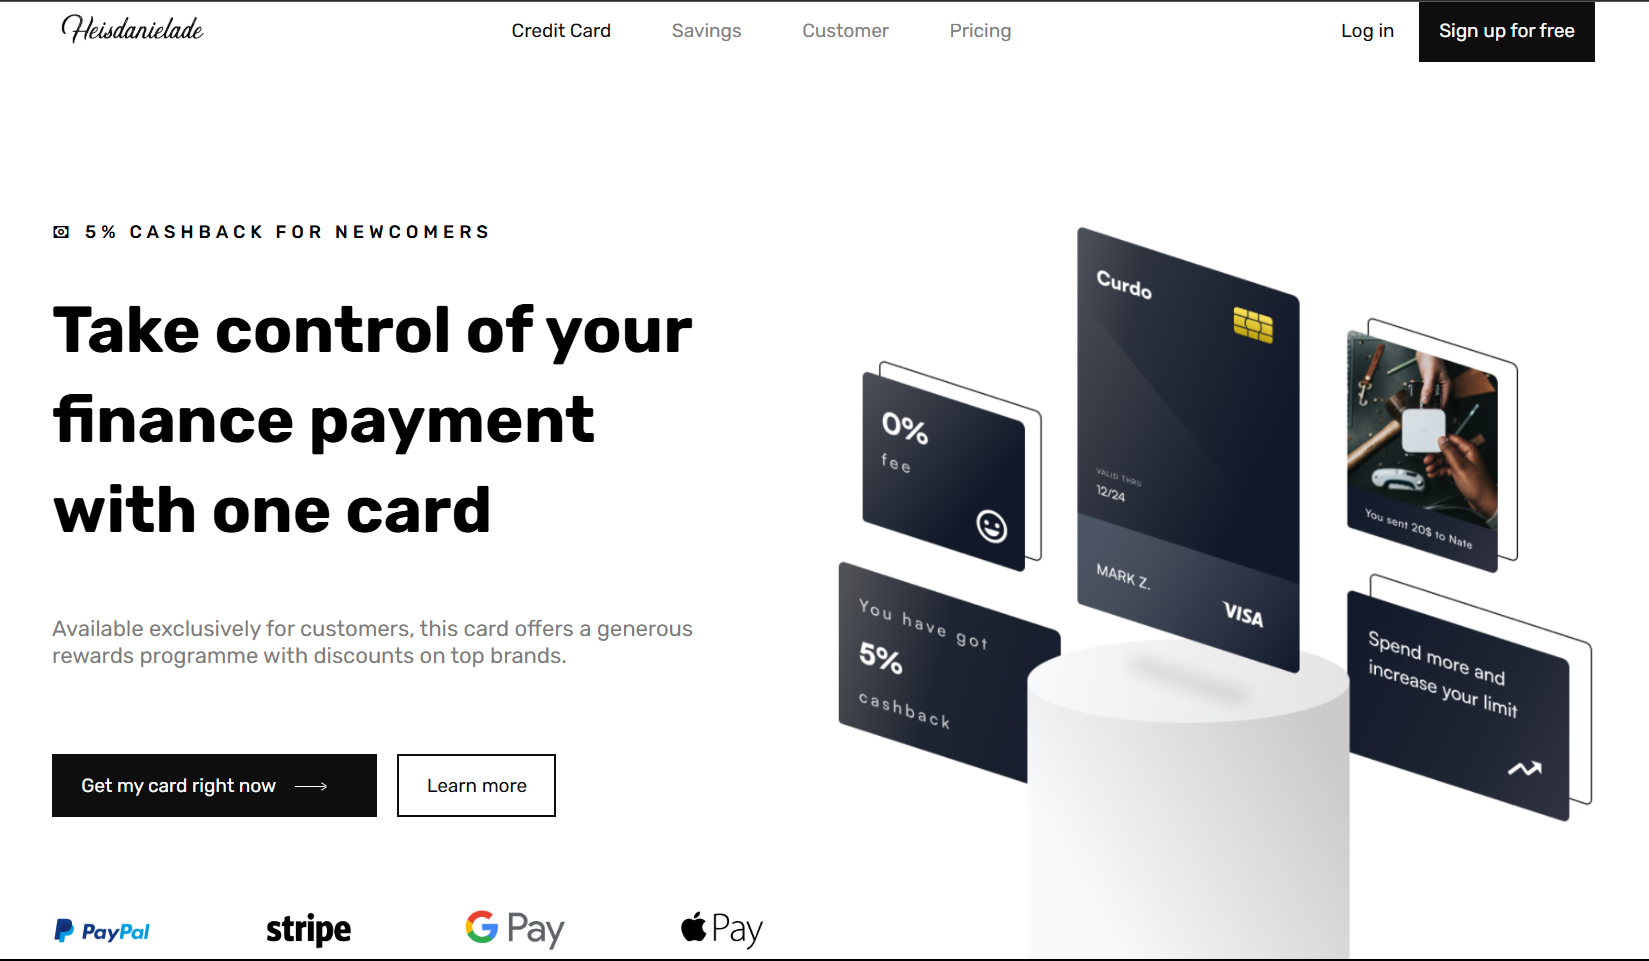 Heisdanielade
Credit Card
Savings
Customer
Pricing
Log in
Sign up for free
5% CASHBACK FOR NEWCOMERS
Take control of your
finance payment
with one card
Available exclusively for customers, this card offers a generous
rewards programme with discounts on top brands.
Get my card right now
Learn more
PayPal
stripe
G Pay
Pay
0%
fee
You have got
5%
cashback
Curdo
VALID THRU
12/24
MARK Z.
VISA
You sent 20$ to Nate
Spend more and
increase your limit